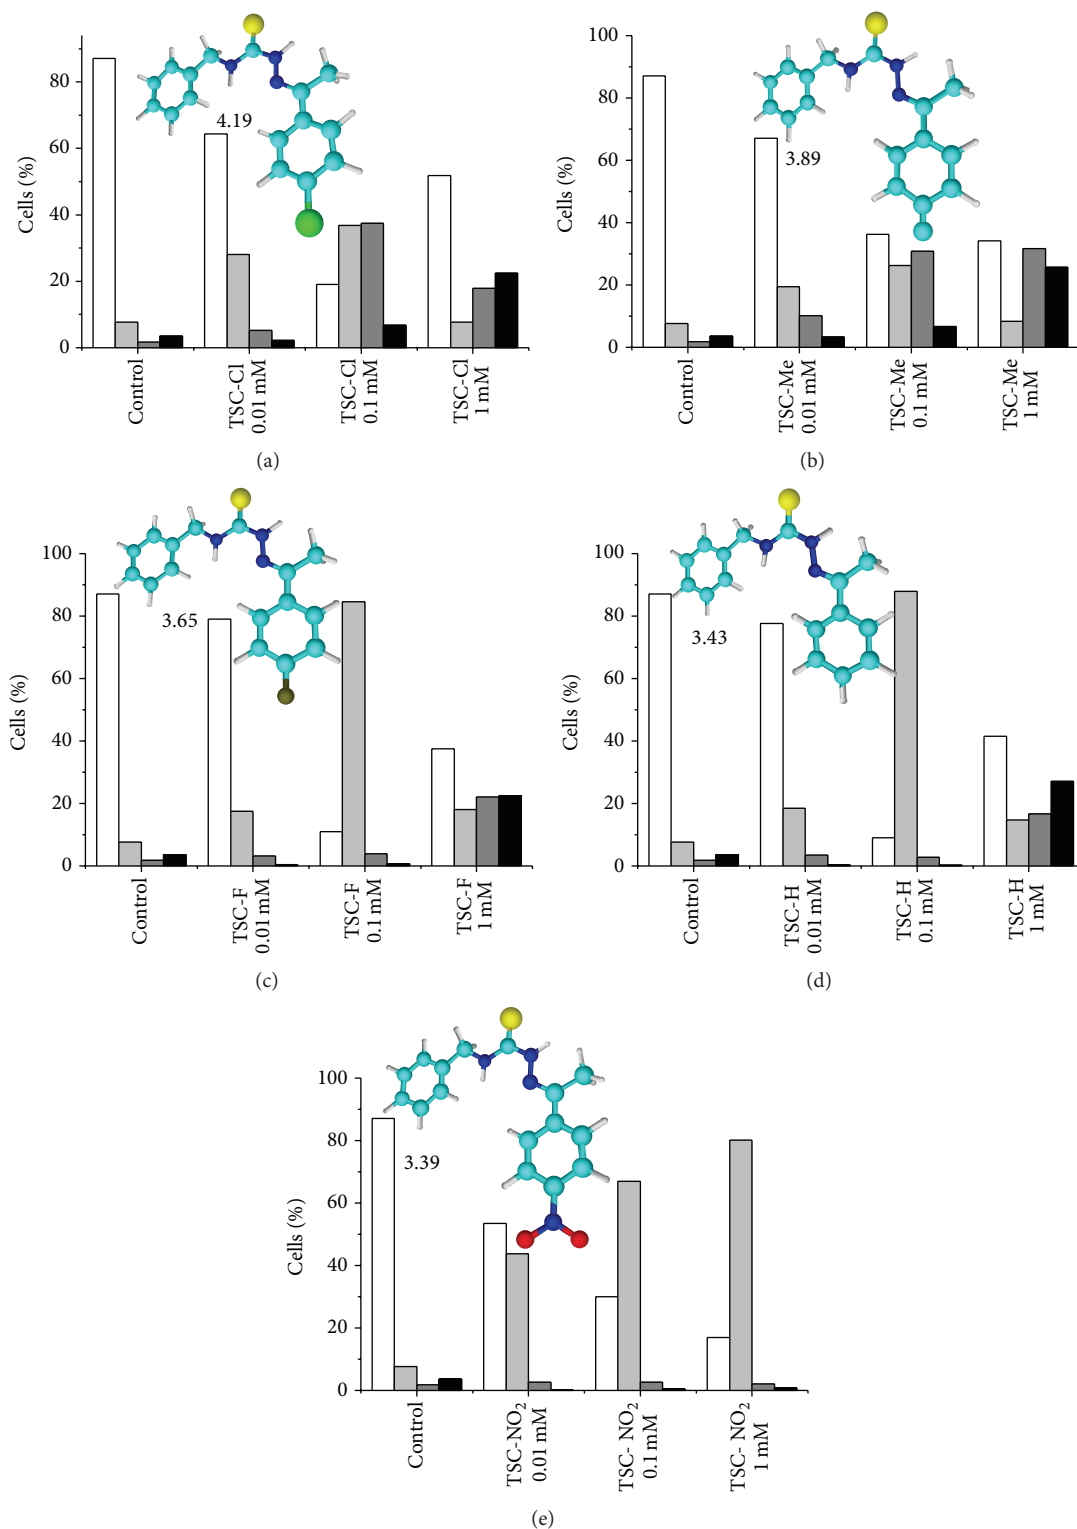 80
60
40
20
0
Cells (%)
4.19
Control
TSC-Cl
0.01 mM
TSC-Cl
0.1 mM
TSC-Cl
1 mM
(a)
100
80
60
40
20
0
Cells (%)
3.89
Control
TSC-Me
0.01 mM
TSC-Me
0.1 mM
TSC-Me
1 mM
(b)
100
80
60
40
20
0
Cells (%)
3.65
Control
TSC-F
0.01 mM
TSC-F
0.1 mM
TSC-F
1 mM
(c)
100
80
60
40
20
0
Cells (%)
3.43
Control
TSC-H
0.01 mM
TSC-H
0.1 mM
TSC-H
1 mM
(d)
100
80
60
40
20
0
Cells (%)
3.39
Control
TSC-NO₂
0.01 mM
TSC- NO₂
0.1 mM
TSC- NO₂
1 mM
(e)